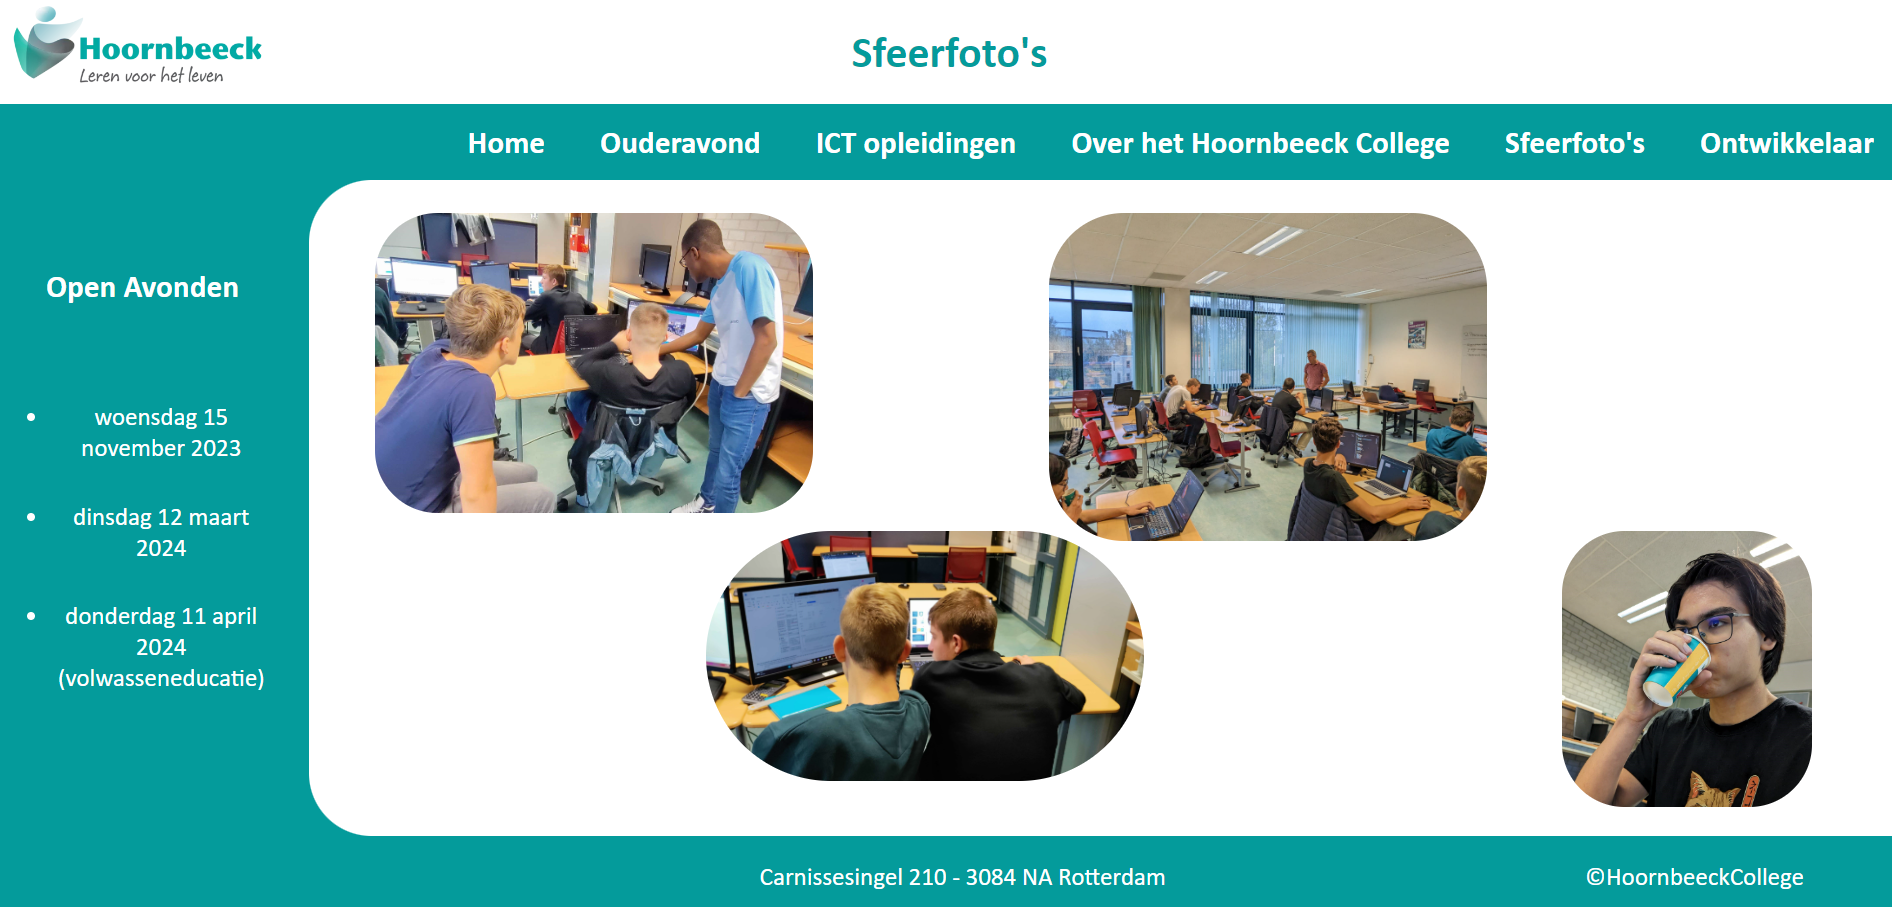 Hoornbeeck
Leren voor het leven
Sfeerfoto's
Home Ouderavond ICT opleidingen Over het Hoornbeeck College Sfeerfoto's Ontwikkelaar
Open Avonden
• woensdag 15
november 2023
• dinsdag 12 maart
2024
• donderdag 11 april
2024
(volwasseneducatie)
Carnissesingel 210 - 3084 NA Rotterdam
©HoornbeeckCollege